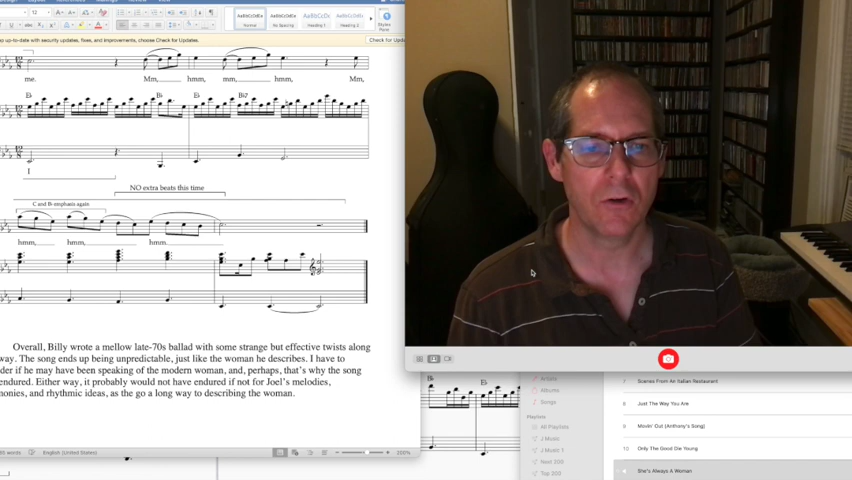 12
AaBbCcDdEe
AaBbCcDdEe
AaBbCcDc
AaBbCcDdEe
Normal
No Spacing
Heading 1
Heading 2
Styles
Pane
up-to-date with security updates, fixes, and improvements, choose Check for Updates.
Check for Upda
me. Mm, hmm, mm, hmm, Mm,
E♭ B♭ E♭ B♭7
I
NO extra beats this time
C and B♭ emphasis again
hmm, hmm, hmm.
Overall, Billy wrote a mellow late-70s ballad with some strange but effective twists along
way. The song ends up being unpredictable, just like the woman he describes. I have to
der if he may have been speaking of the modern woman, and, perhaps, that's why the song
endured. Either way, it probably would not have endured if not for Joel's melodies,
monies, and rhythmic ideas, as the go a long way to describing the woman.
English (United States)
200%
B♭ E♭
Artists
Albums
Songs
Playlists
All Playlists
J Music
J Music 1
Next 200
Top 200
7 Scenes From An Italian Restaurant
8 Just The Way You Are
9 Movin' Out (Anthony's Song)
10 Only The Good Die Young
She's Always A Woman